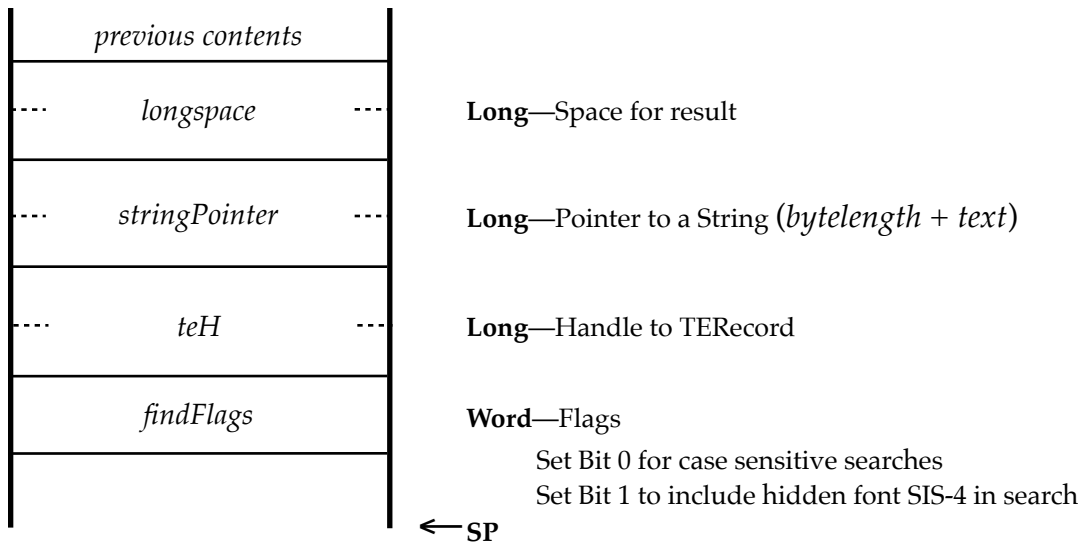 previous contents
longspace
Long—Space for result
stringPointer
Long—Pointer to a String (bytelength + text)
teH
Long—Handle to TERecord
findFlags
Word—Flags
Set Bit 0 for case sensitive searches
Set Bit 1 to include hidden font SIS-4 in search
SP